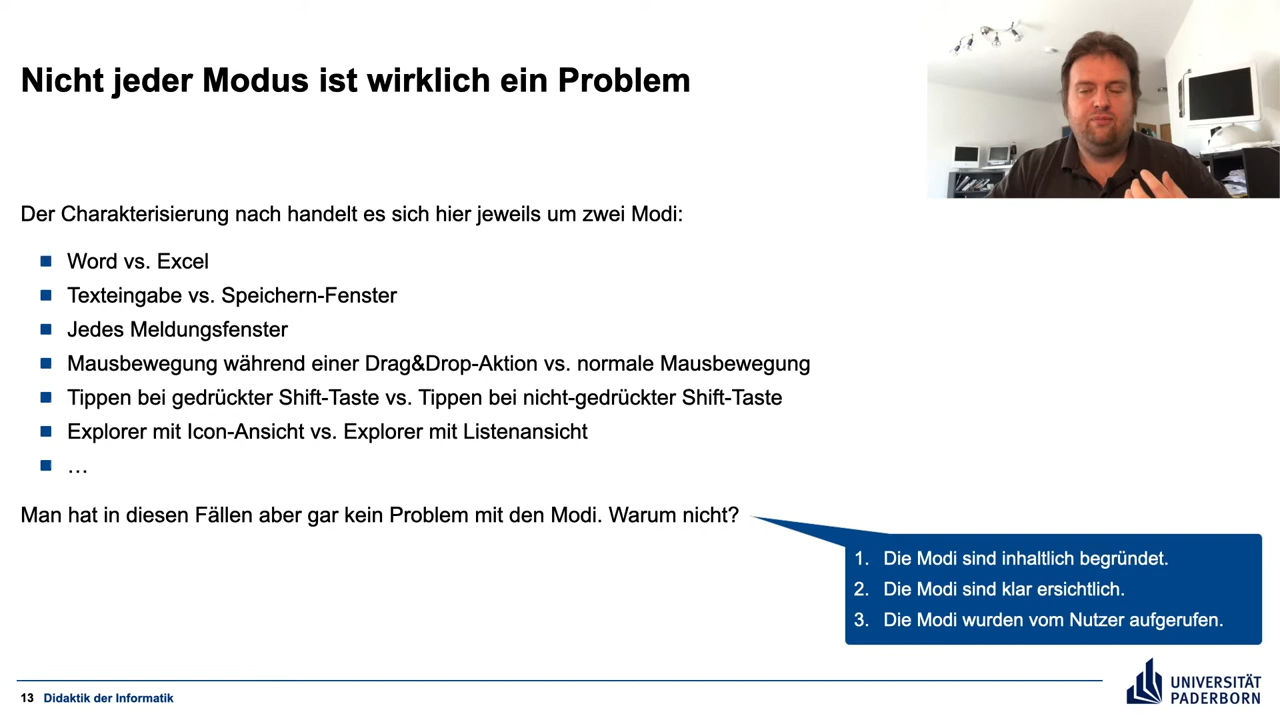 Nicht jeder Modus ist wirklich ein Problem
Der Charakterisierung nach handelt es sich hier jeweils um zwei Modi:
Word vs. Excel
Texteingabe vs. Speichern-Fenster
Jedes Meldungsfenster
Mausbewegung während einer Drag&Drop-Aktion vs. normale Mausbewegung
Tippen bei gedrückter Shift-Taste vs. Tippen bei nicht-gedrückter Shift-Taste
Explorer mit Icon-Ansicht vs. Explorer mit Listenansicht
…
Man hat in diesen Fällen aber gar kein Problem mit den Modi. Warum nicht?
1. Die Modi sind inhaltlich begründet.
2. Die Modi sind klar ersichtlich.
3. Die Modi wurden vom Nutzer aufgerufen.
13 Didaktik der Informatik
UNIVERSITÄT
PADERBORN